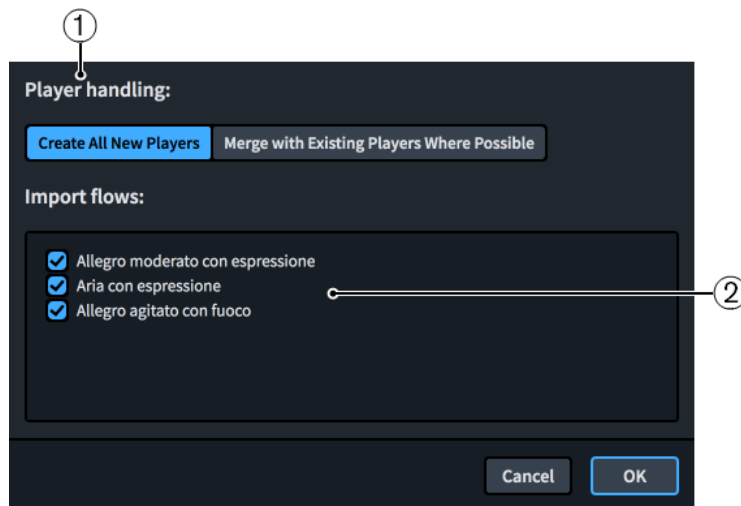 1
Player handling:
Create All New Players Merge with Existing Players Where Possible
Import flows:
Allegro moderato con espressione
Aria con espressione
2
Allegro agitato con fuoco
Cancel OK